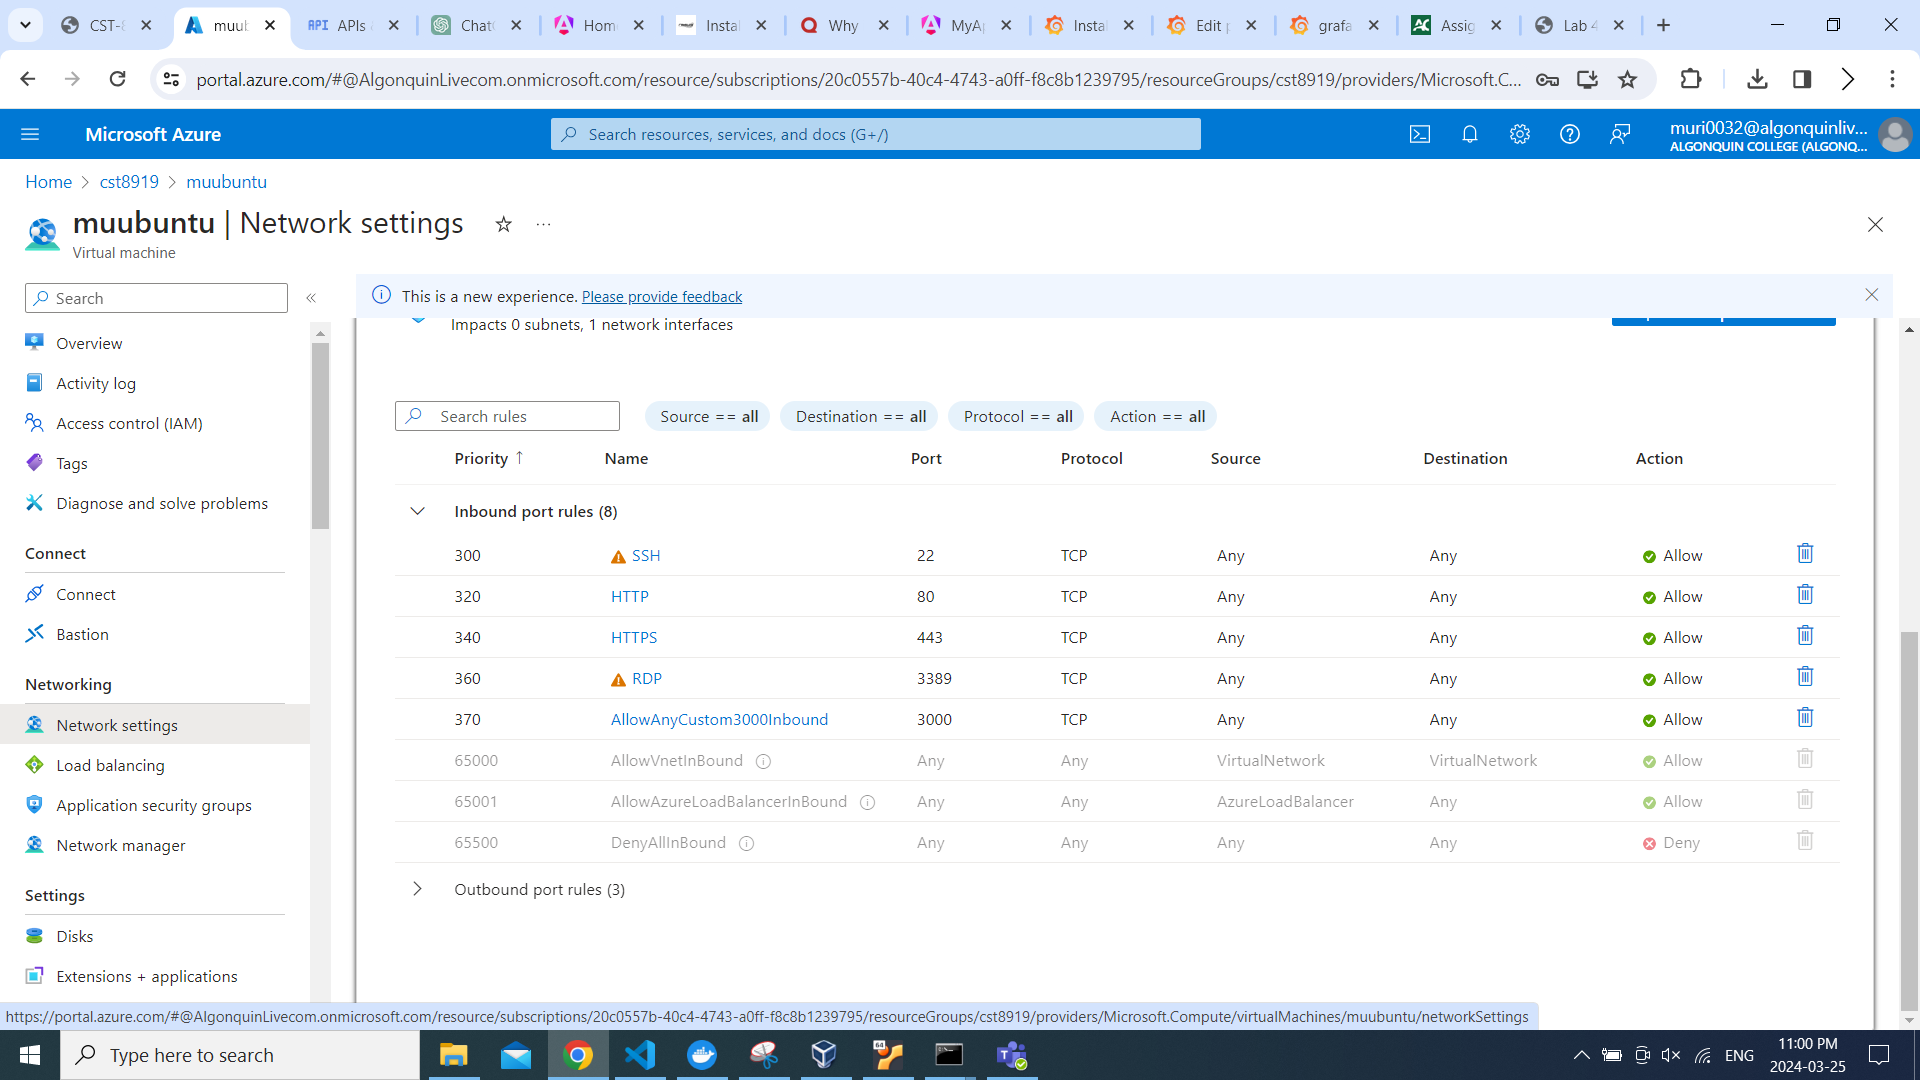 CST-8
muub
APIs &
ChatG
Home
Instal
Why
MyAp
Instal
Edit p
grafa
Assig
Lab 4
portal.azure.com/#@AlgonquinLivecom.onmicrosoft.com/resource/subscriptions/20c0557b-40c4-4743-a0ff-f8c8b1239795/resourceGroups/cst8919/providers/Microsoft.C...
Microsoft Azure
Search resources, services, and docs (G+/)
muri0032@algonquinliv...
ALGONQUIN COLLEGE (ALGONQ...
Home > cst8919 > muubuntu
muubuntu | Network settings
Virtual machine
Search
This is a new experience. Please provide feedback
Overview
Activity log
Access control (IAM)
Tags
Diagnose and solve problems
Connect
Connect
Bastion
Networking
Network settings
Load balancing
Application security groups
Network manager
Settings
Disks
Extensions + applications
Impacts 0 subnets, 1 network interfaces
Search rules
Source == all
Destination == all
Protocol == all
Action == all
Priority ↑ Name Port Protocol Source Destination Action
Inbound port rules (8)
300 SSH 22 TCP Any Any Allow
320 HTTP 80 TCP Any Any Allow
340 HTTPS 443 TCP Any Any Allow
360 RDP 3389 TCP Any Any Allow
370 AllowAnyCustom3000Inbound 3000 TCP Any Any Allow
65000 AllowVnetInBound Any Any VirtualNetwork VirtualNetwork Allow
65001 AllowAzureLoadBalancerInBound Any Any AzureLoadBalancer Any Allow
65500 DenyAllInBound Any Any Any Any Deny
Outbound port rules (3)
https://portal.azure.com/#@AlgonquinLivecom.onmicrosoft.com/resource/subscriptions/20c0557b-40c4-4743-a0ff-f8c8b1239795/resourceGroups/cst8919/providers/Microsoft.Compute/virtualMachines/muubuntu/networkSettings
Type here to search
64
ENG
11:00 PM
2024-03-25